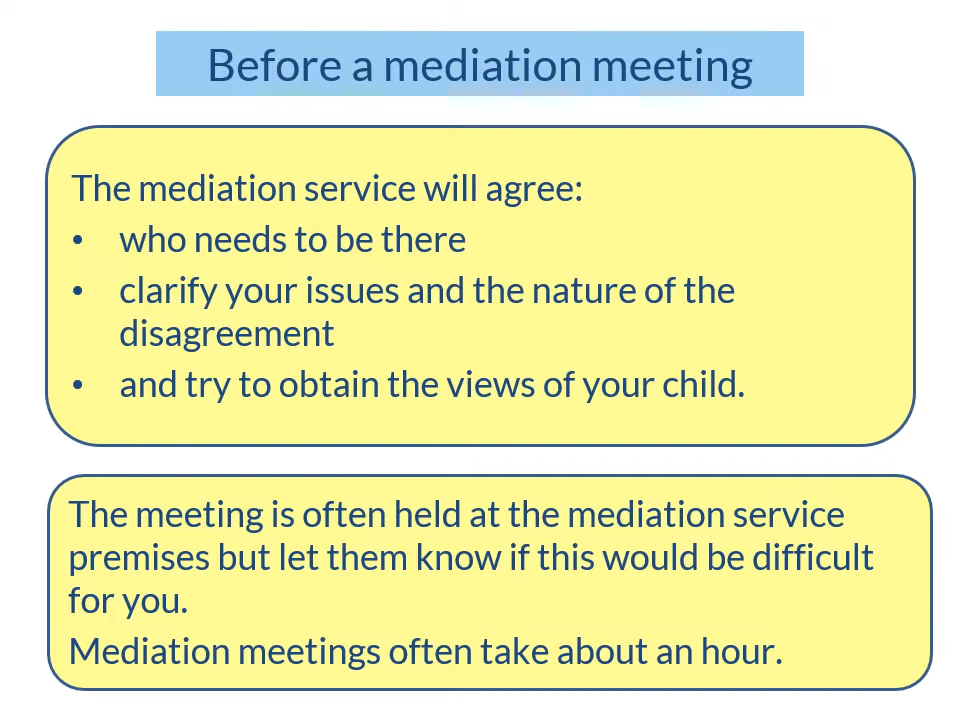 Before a mediation meeting
The mediation service will agree:
• who needs to be there
• clarify your issues and the nature of the
disagreement
• and try to obtain the views of your child.
The meeting is often held at the mediation service
premises but let them know if this would be difficult
for you.
Mediation meetings often take about an hour.